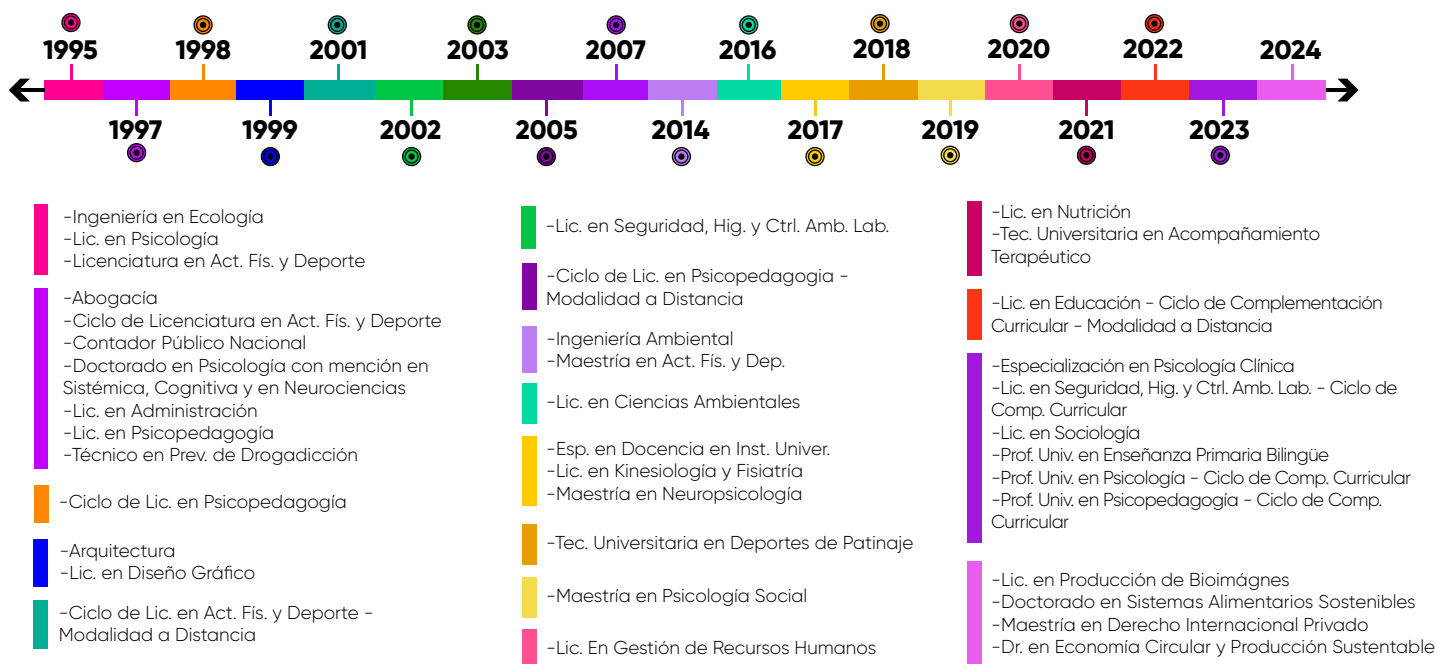 1995 1998 2001 2003 2007 2016 2018 2020 2022 2024
1997 1999 2002 2005 2014 2017 2019 2021 2023
-Ingeniería en Ecología
-Lic. en Psicología
-Licenciatura en Act. Fís. y Deporte
-Abogacía
-Ciclo de Licenciatura en Act. Fís. y Deporte
-Contador Público Nacional
-Doctorado en Psicología con mención en
Sistémica, Cognitiva y en Neurociencias
-Lic. en Administración
-Lic. en Psicopedagogía
-Técnico en Prev. de Drogadicción
-Ciclo de Lic. en Psicopedagogía
-Arquitectura
-Lic. en Diseño Gráfico
-Ciclo de Lic. en Act. Fís. y Deporte -
Modalidad a Distancia
-Lic. en Seguridad, Hig. y Ctrl. Amb. Lab.
-Ciclo de Lic. en Psicopedagogia -
Modalidad a Distancia
-Ingeniería Ambiental
-Maestría en Act. Fís. y Dep.
-Lic. en Ciencias Ambientales
-Esp. en Docencia en Inst. Univer.
-Lic. en Kinesiología y Fisiatría
-Maestría en Neuropsicología
-Tec. Universitaria en Deportes de Patinaje
-Maestría en Psicología Social
-Lic. En Gestión de Recursos Humanos
-Lic. en Nutrición
-Tec. Universitaria en Acompañamiento
Terapéutico
-Lic. en Educación - Ciclo de Complementación
Curricular - Modalidad a Distancia
-Especialización en Psicología Clínica
-Lic. en Seguridad, Hig. y Ctrl. Amb. Lab. - Ciclo de
Comp. Curricular
-Lic. en Sociología
-Prof. Univ. en Enseñanza Primaria Bilingüe
-Prof. Univ. en Psicología - Ciclo de Comp. Curricular
-Prof. Univ. en Psicopedagogía - Ciclo de Comp.
Curricular
-Lic. en Producción de Bioimágnes
-Doctorado en Sistemas Alimentarios Sostenibles
-Maestría en Derecho Internacional Privado
-Dr. en Economía Circular y Producción Sustentable